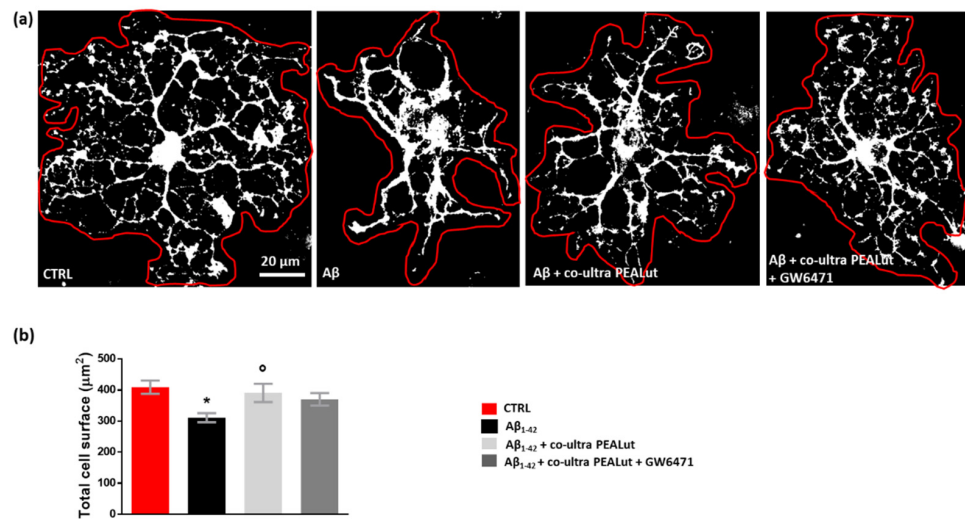 (a)
CTRL
20 μm
Aβ
Aβ + co-ultra PEALut
Aβ + co-ultra PEALut
+ GW6471
(b)
Total cell surface (μm²)
500
400
300
200
100
0
*
°
CTRL
Aβ₁₋₄₂
Aβ₁₋₄₂ + co-ultra PEALut
Aβ₁₋₄₂ + co-ultra PEALut + GW6471